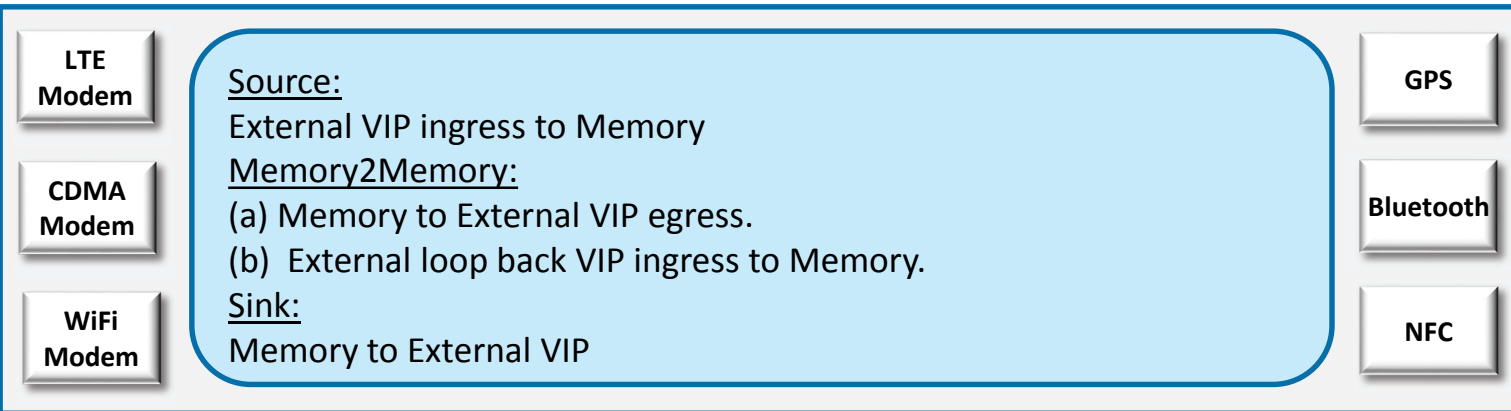 LTE
Modem
CDMA
Modem
WiFi
Modem
Source:
External VIP ingress to Memory
Memory2Memory:
(a) Memory to External VIP egress.
(b) External loop back VIP ingress to Memory.
Sink:
Memory to External VIP
GPS
Bluetooth
NFC